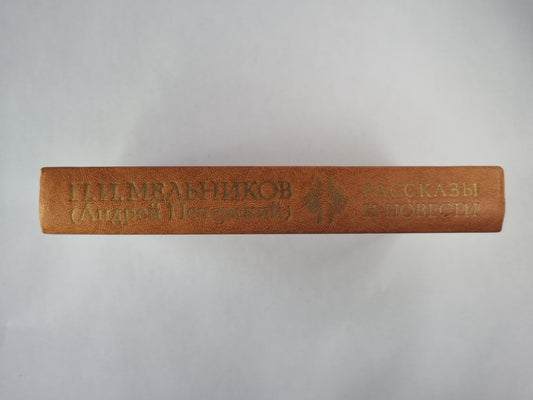 П.И. МЕЛЬНИКОВ
(Андрей Печерский)
РАССКАЗЫ
И ПОВЕСТИ